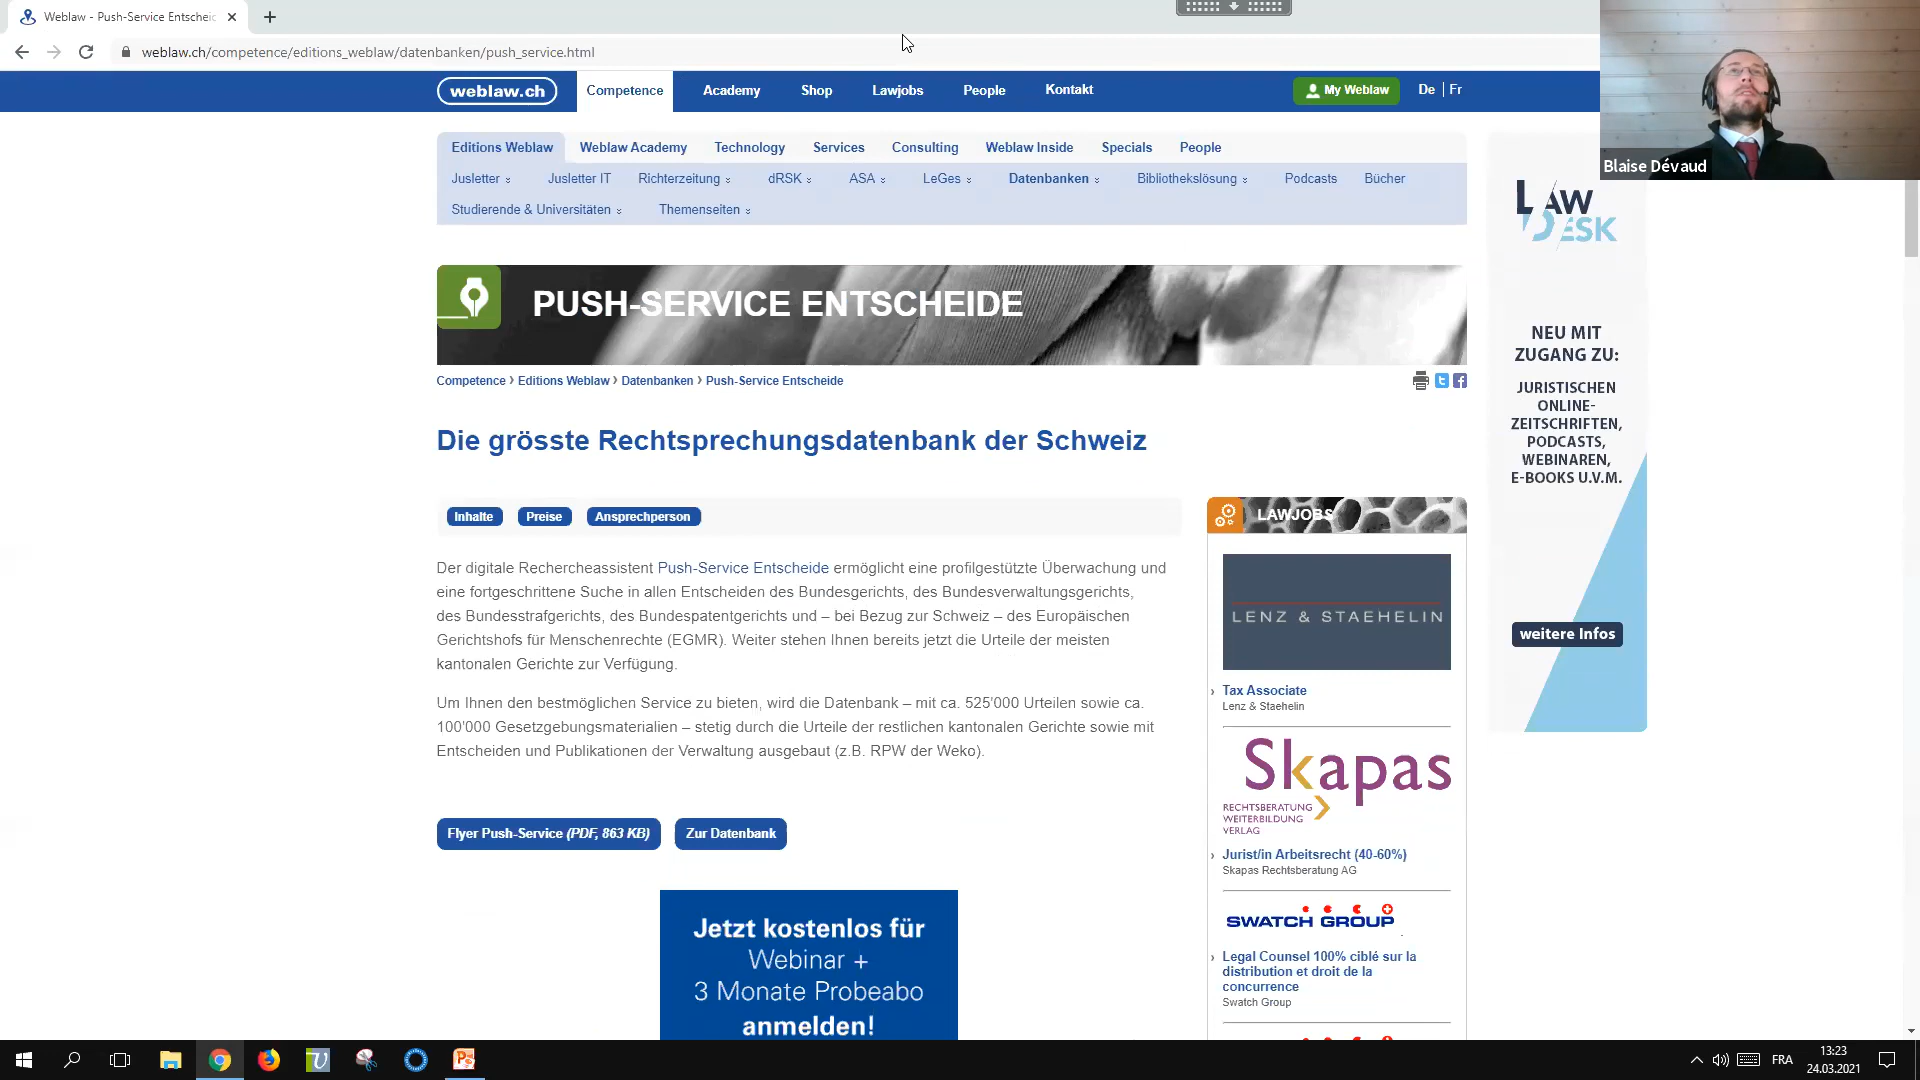 Weblaw - Push-Service Entscheid
weblaw.ch/competence/editions_weblaw/datenbanken/push_service.html
weblaw.ch
Competence
Academy
Shop
Lawjobs
People
Kontakt
My Weblaw
De | Fr
Blaise Dévaud
Editions Weblaw
Weblaw Academy
Technology
Services
Consulting
Weblaw Inside
Specials
People
Jusletter
Jusletter IT
Richterzeitung
dRSK
ASA
LeGes
Datenbanken
Bibliothekslösung
Podcasts
Bücher
Studierende & Universitäten
Themenseiten
PUSH-SERVICE ENTSCHEIDE
Competence › Editions Weblaw › Datenbanken › Push-Service Entscheide
Die grösste Rechtsprechungsdatenbank der Schweiz
Inhalte
Preise
Ansprechperson
Der digitale Rechercheassistent Push-Service Entscheide ermöglicht eine profilgestützte Überwachung und
eine fortgeschrittene Suche in allen Entscheiden des Bundesgerichts, des Bundesverwaltungsgerichts,
des Bundesstrafgerichts, des Bundespatentgerichts und – bei Bezug zur Schweiz – des Europäischen
Gerichtshofs für Menschenrechte (EGMR). Weiter stehen Ihnen bereits jetzt die Urteile der meisten
kantonalen Gerichte zur Verfügung.
Um Ihnen den bestmöglichen Service zu bieten, wird die Datenbank – mit ca. 525'000 Urteilen sowie ca.
100'000 Gesetzgebungsmaterialien – stetig durch die Urteile der restlichen kantonalen Gerichte sowie mit
Entscheiden und Publikationen der Verwaltung ausgebaut (z.B. RPW der Weko).
Flyer Push-Service (PDF, 863 KB)
Zur Datenbank
Jetzt kostenlos für
Webinar +
3 Monate Probeabo
anmelden!
LAWJOBS
LENZ & STAEHELIN
Tax Associate
Lenz & Staehelin
Skapas
RECHTSBERATUNG
WEITERBILDUNG
VERLAG
Jurist/in Arbeitsrecht (40-60%)
Skapas Rechtsberatung AG
SWATCH GROUP
Legal Counsel 100% ciblé sur la
distribution et droit de la
concurrence
Swatch Group
LAW
DESK
NEU MIT
ZUGANG ZU:
JURISTISCHEN
ONLINE-
ZEITSCHRIFTEN,
PODCASTS,
WEBINAREN,
E-BOOKS U.V.M.
weitere Infos
FRA
13:23
24.03.2021